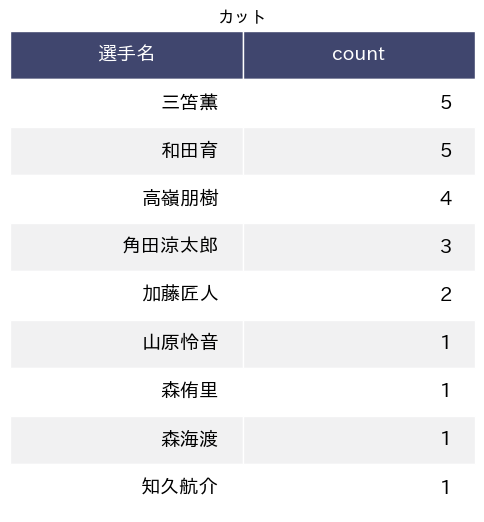 カット
選手名 count
三笘薫 5
和田育 5
高嶺朋樹 4
角田涼太郎 3
加藤匠人 2
山原怜音 1
森侑里 1
森海渡 1
知久航介 1